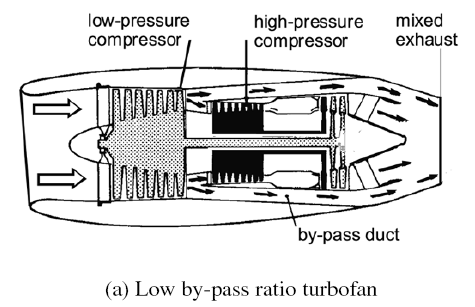 low-pressure
compressor
high-pressure
compressor
mixed
exhaust
by-pass duct
(a) Low by-pass ratio turbofan